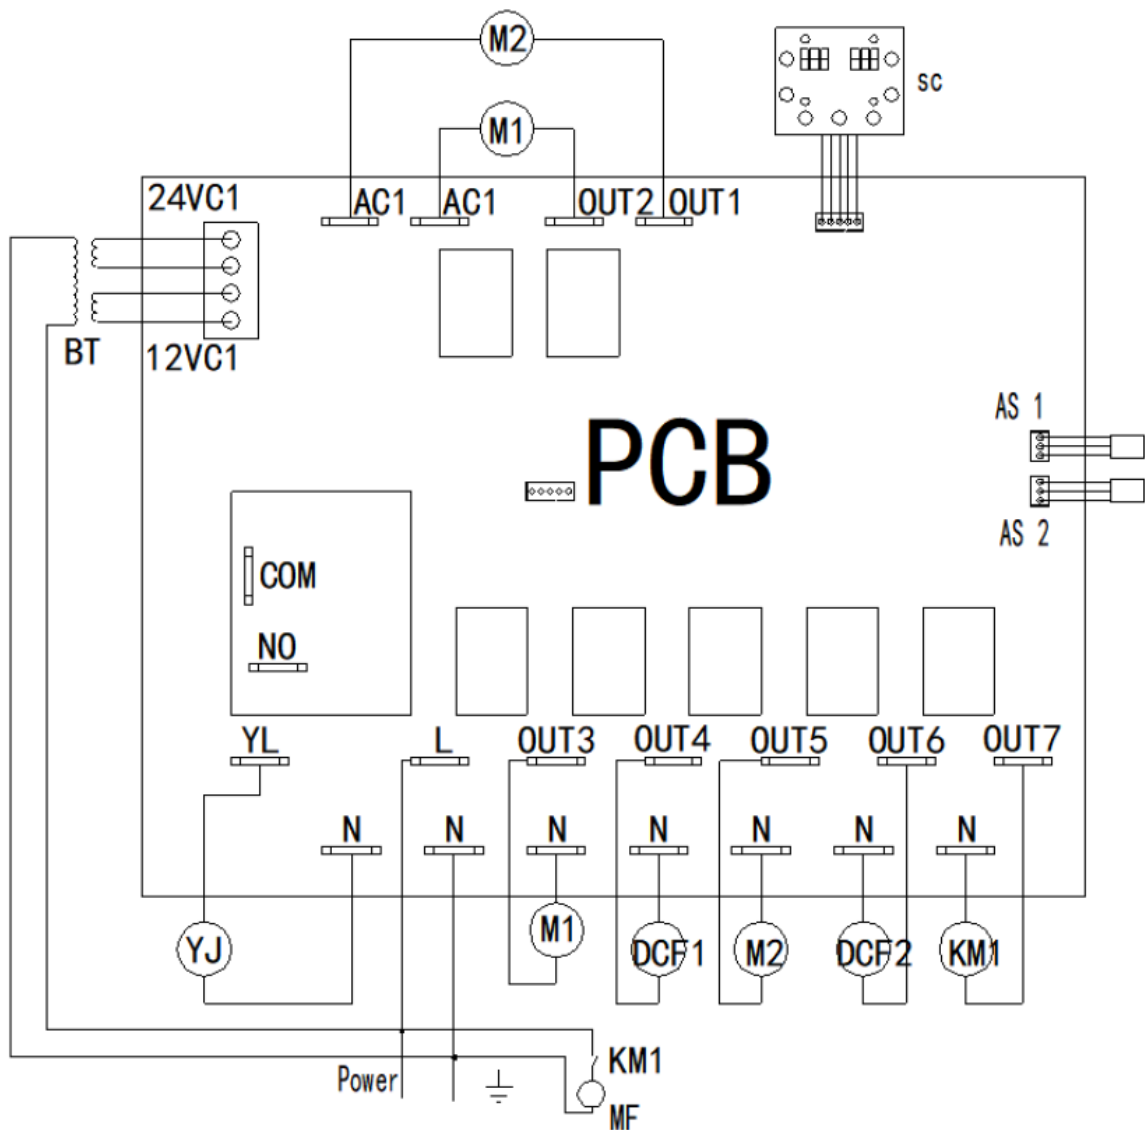 M2
SC
M1
24VC1
AC1 AC1 OUT2 OUT1
BT
12VC1
AS 1
PCB
AS 2
COM
NO
YL L OUT3 OUT4 OUT5 OUT6 OUT7
N N N N N N N
YJ M1 DCF1 M2 DCF2 KM1
KM1
Power
MF